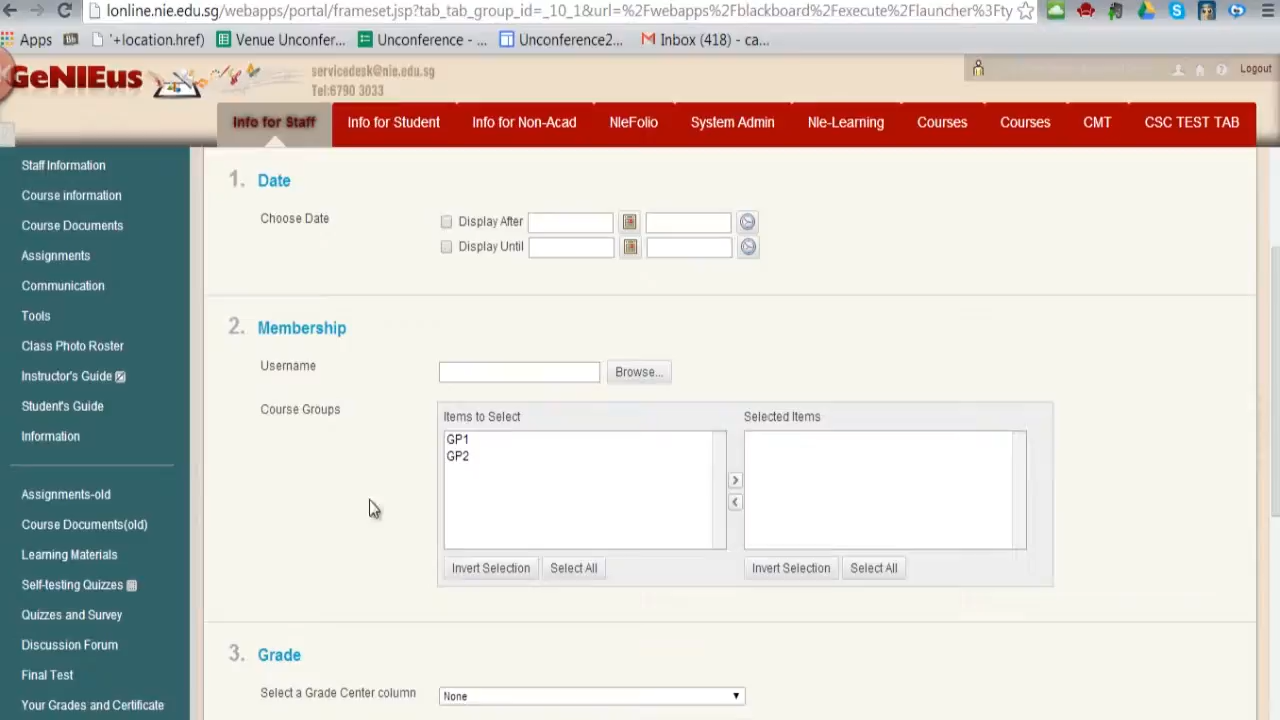 lonline.nie.edu.sg/webapps/portal/frameset.jsp?tab_tab_group_id=_10_1&url=%2Fwebapps%2Fblackboard%2Fexecute%2Flauncher%3Fty
Apps
'+location.href)
Venue Unconfer...
Unconference - ...
Unconference2...
Inbox (418) - ca...
GeNIEus
servicedesk@nie.edu.sg
Tel:6790 3033
Logout
Info for Staff
Info for Student
Info for Non-Acad
NIeFolio
System Admin
NIe-Learning
Courses
Courses
CMT
CSC TEST TAB
Staff Information
Course information
Course Documents
Assignments
Communication
Tools
Class Photo Roster
Instructor's Guide
Student's Guide
Information
Assignments-old
Course Documents(old)
Learning Materials
Self-testing Quizzes
Quizzes and Survey
Discussion Forum
Final Test
Your Grades and Certificate
1. Date
Choose Date
Display After
Display Until
2. Membership
Username
Browse...
Course Groups
Items to Select
Selected Items
GP1
GP2
Invert Selection
Select All
Invert Selection
Select All
3. Grade
Select a Grade Center column
None